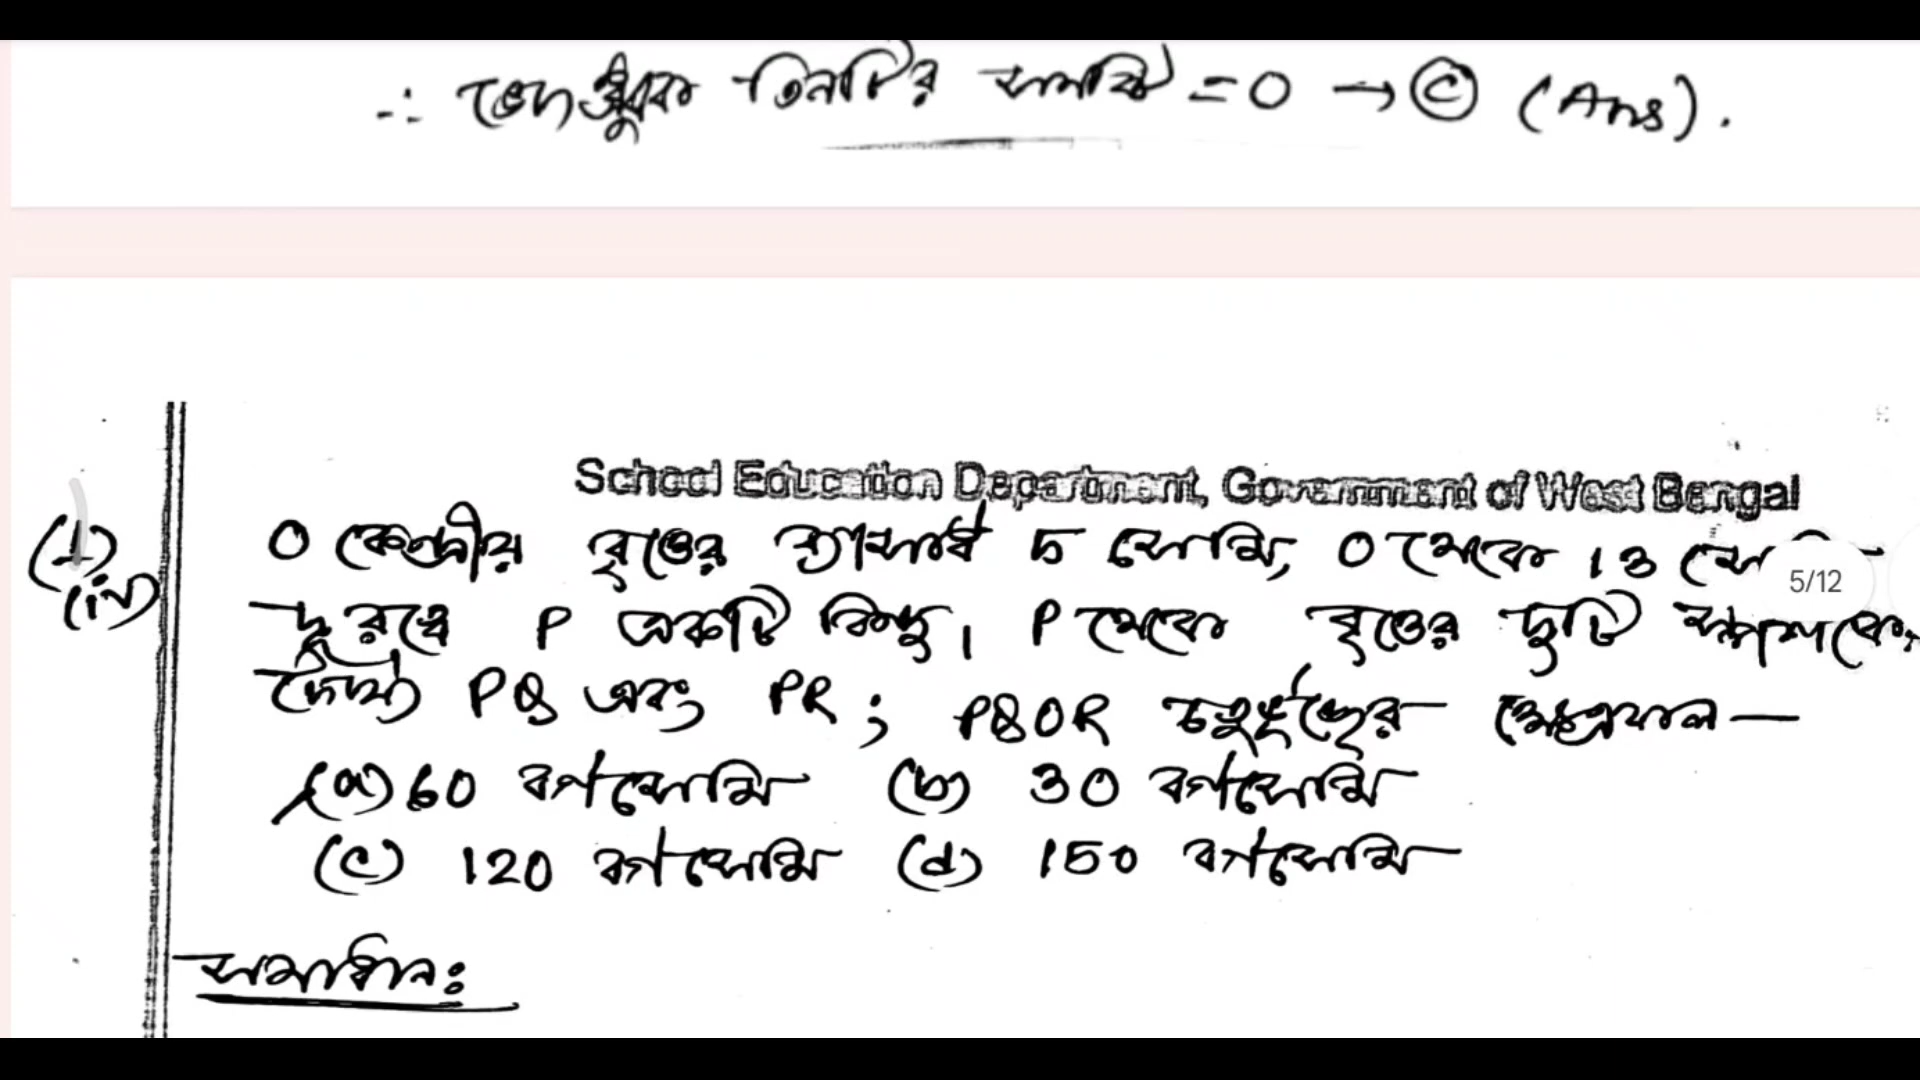 ∴ ভেদধ্রুবক তিনটির সমষ্টি = 0 → ⓒ (Ans).
School Education Department, Government of West Bengal
(1)
(iv)
O কেন্দ্রীয় বৃত্তের ব্যাসার্ধ 5 সেমি, O থেকে 13 সে
5/12
দূরত্বে P একটি বিন্দু। P থেকে বৃত্তের দুটি স্পর্শকের
দৈর্ঘ্য PQ এবং PR; PQOR চতুর্ভুজের ক্ষেত্রফল—
(a) 60 বর্গসেমি (b) 30 বর্গসেমি
(c) 120 বর্গসেমি (d) 150 বর্গসেমি
সমাধান: